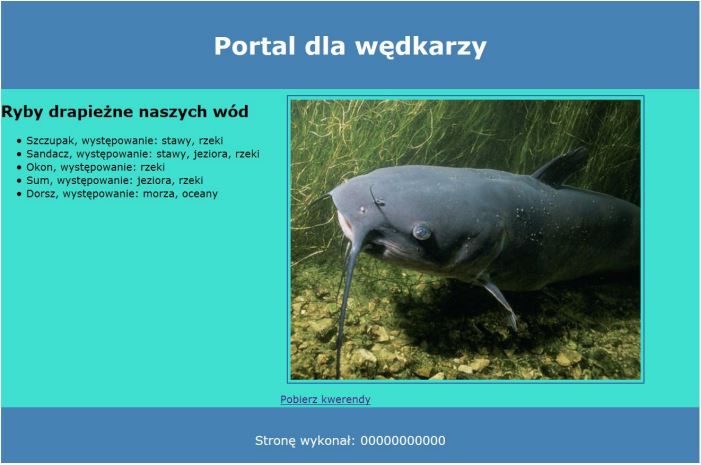 Portal dla wędkarzy
Ryby drapieżne naszych wód
Szczupak, występowanie: stawy, rzeki
Sandacz, występowanie: stawy, jeziora, rzeki
Okon, występowanie: rzeki
Sum, występowanie: jeziora, rzeki
Dorsz, występowanie: morza, oceany
Pobierz kwerendy
Stronę wykonał: 00000000000